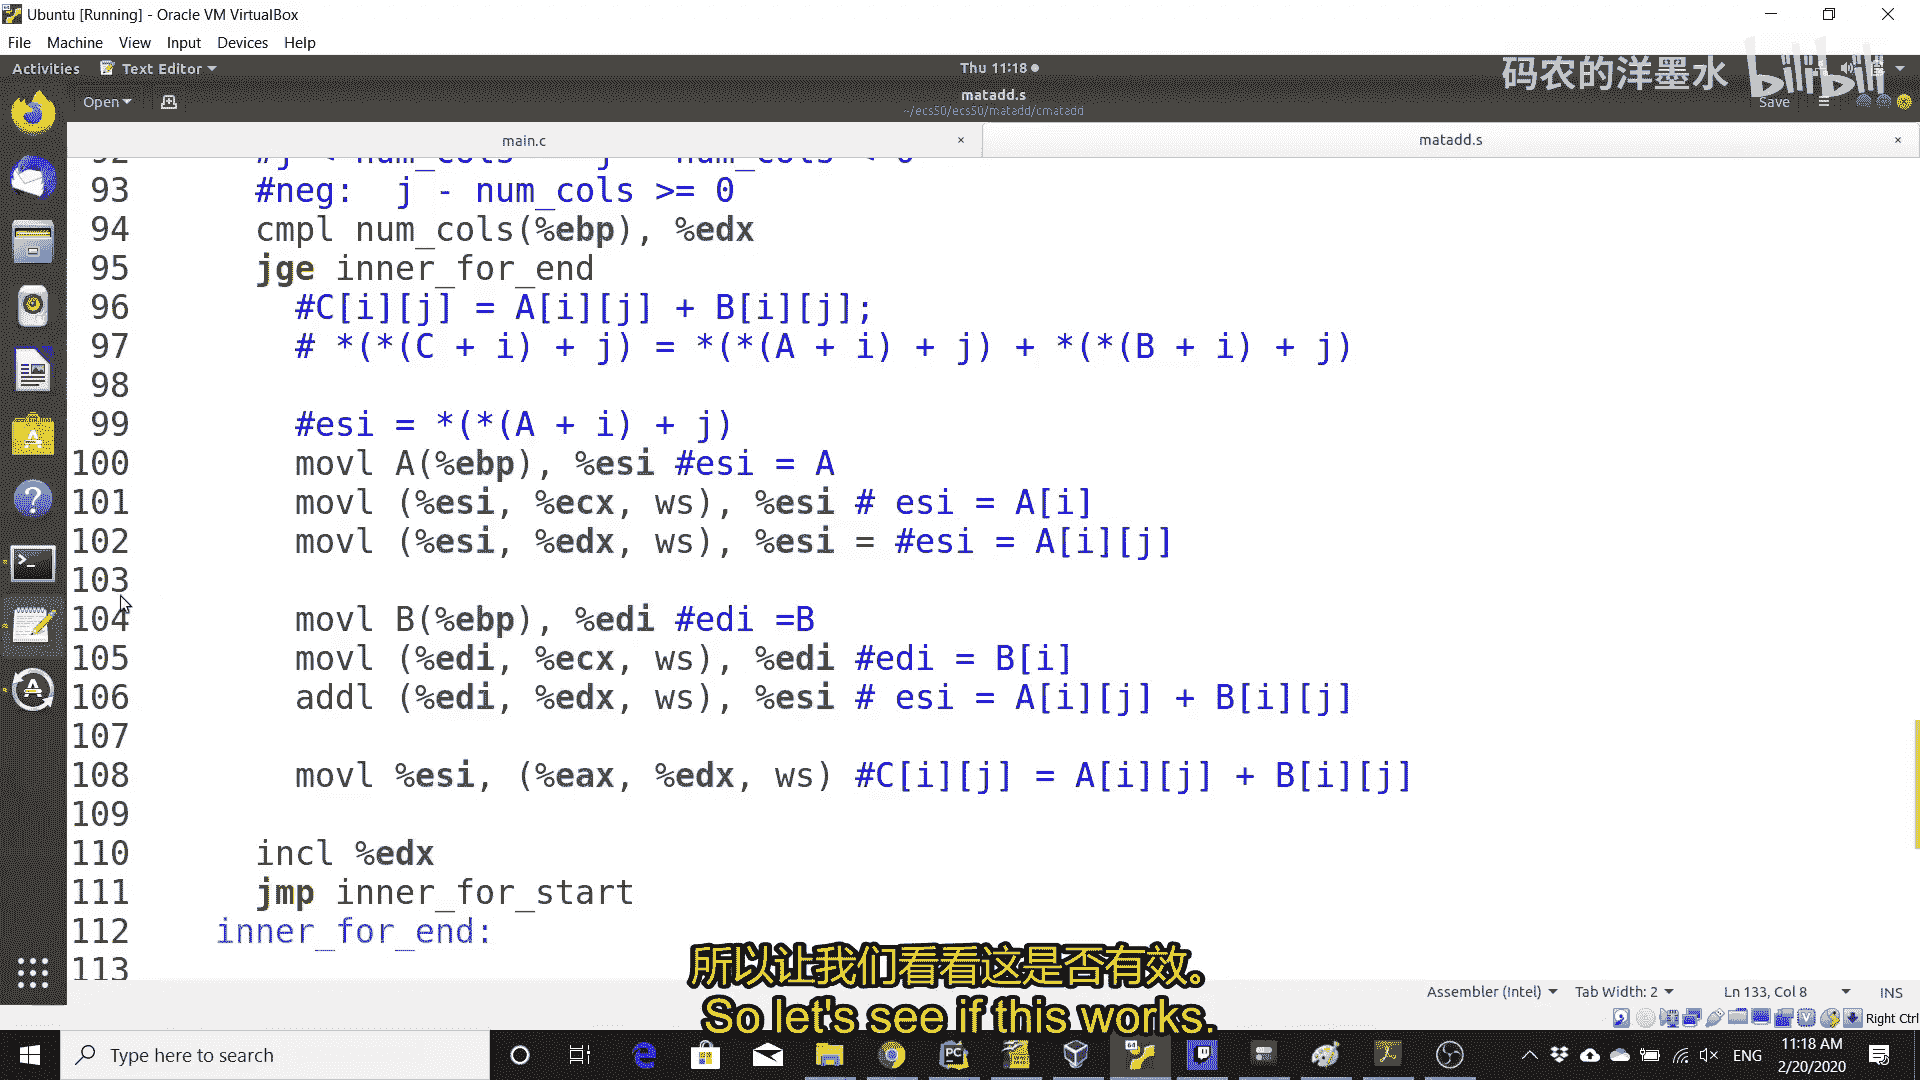 Ubuntu [Running] - Oracle VM VirtualBox
File Machine View Input Devices Help
Activities Text Editor Thu 11:18
码农的洋墨水 bilibili
Open matadd.s Save
~/ecs50/ecs50/matadd/cmatadd
main.c × matadd.s ×
92 #j < num_cols j - num_cols < 0
93 #neg: j - num_cols >= 0
94 cmpl num_cols(%ebp), %edx
95 jge inner_for_end
96 #C[i][j] = A[i][j] + B[i][j];
97 # *(*(C + i) + j) = *(*(A + i) + j) + *(*(B + i) + j)
98
99 #esi = *(*(A + i) + j)
100 movl A(%ebp), %esi #esi = A
101 movl (%esi, %ecx, ws), %esi # esi = A[i]
102 movl (%esi, %edx, ws), %esi = #esi = A[i][j]
103
104 movl B(%ebp), %edi #edi =B
105 movl (%edi, %ecx, ws), %edi #edi = B[i]
106 addl (%edi, %edx, ws), %esi # esi = A[i][j] + B[i][j]
107
108 movl %esi, (%eax, %edx, ws) #C[i][j] = A[i][j] + B[i][j]
109
110 incl %edx
111 jmp inner_for_start
112 inner_for_end:
113
所以让我们看看这是否有效。
So let's see if this works.
Assembler (Intel) Tab Width: 2 Ln 133, Col 8 INS
Right Ctrl
Type here to search
ENG
11:18 AM
2/20/2020